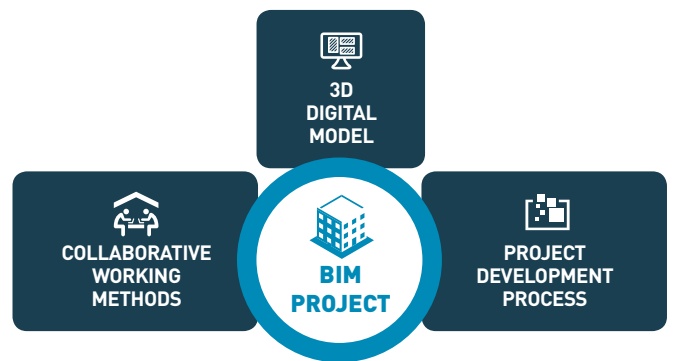 3D
DIGITAL
MODEL
COLLABORATIVE
WORKING
METHODS
BIM
PROJECT
PROJECT
DEVELOPMENT
PROCESS